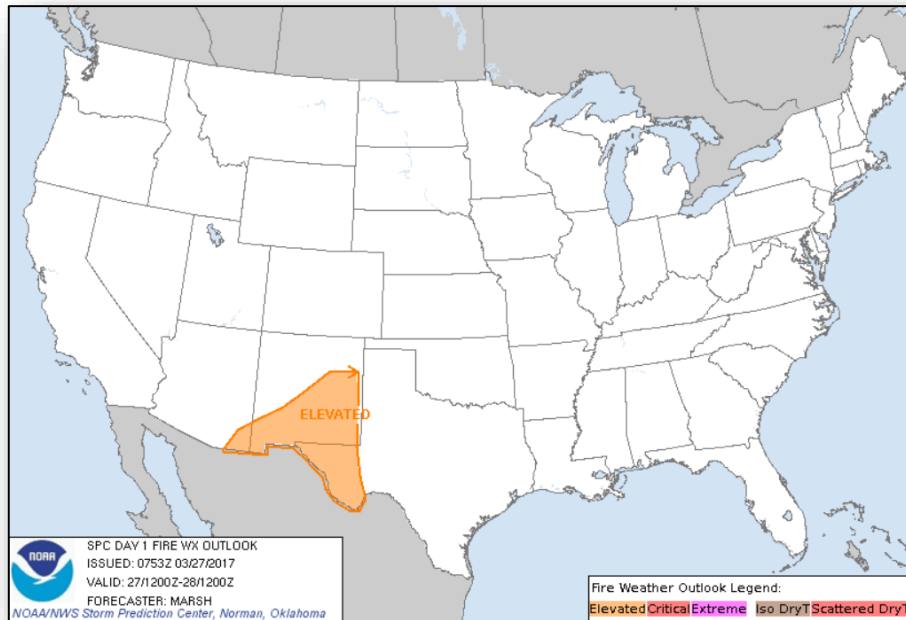 ELEVATED
NOAA
SPC DAY 1 FIRE WX OUTLOOK
ISSUED: 0753Z 03/27/2017
VALID: 27/1200Z-28/1200Z
FORECASTER: MARSH
NOAA/NWS Storm Prediction Center, Norman, Oklahoma
Fire Weather Outlook Legend:
Elevated Critical Extreme Iso DryT Scattered DryT